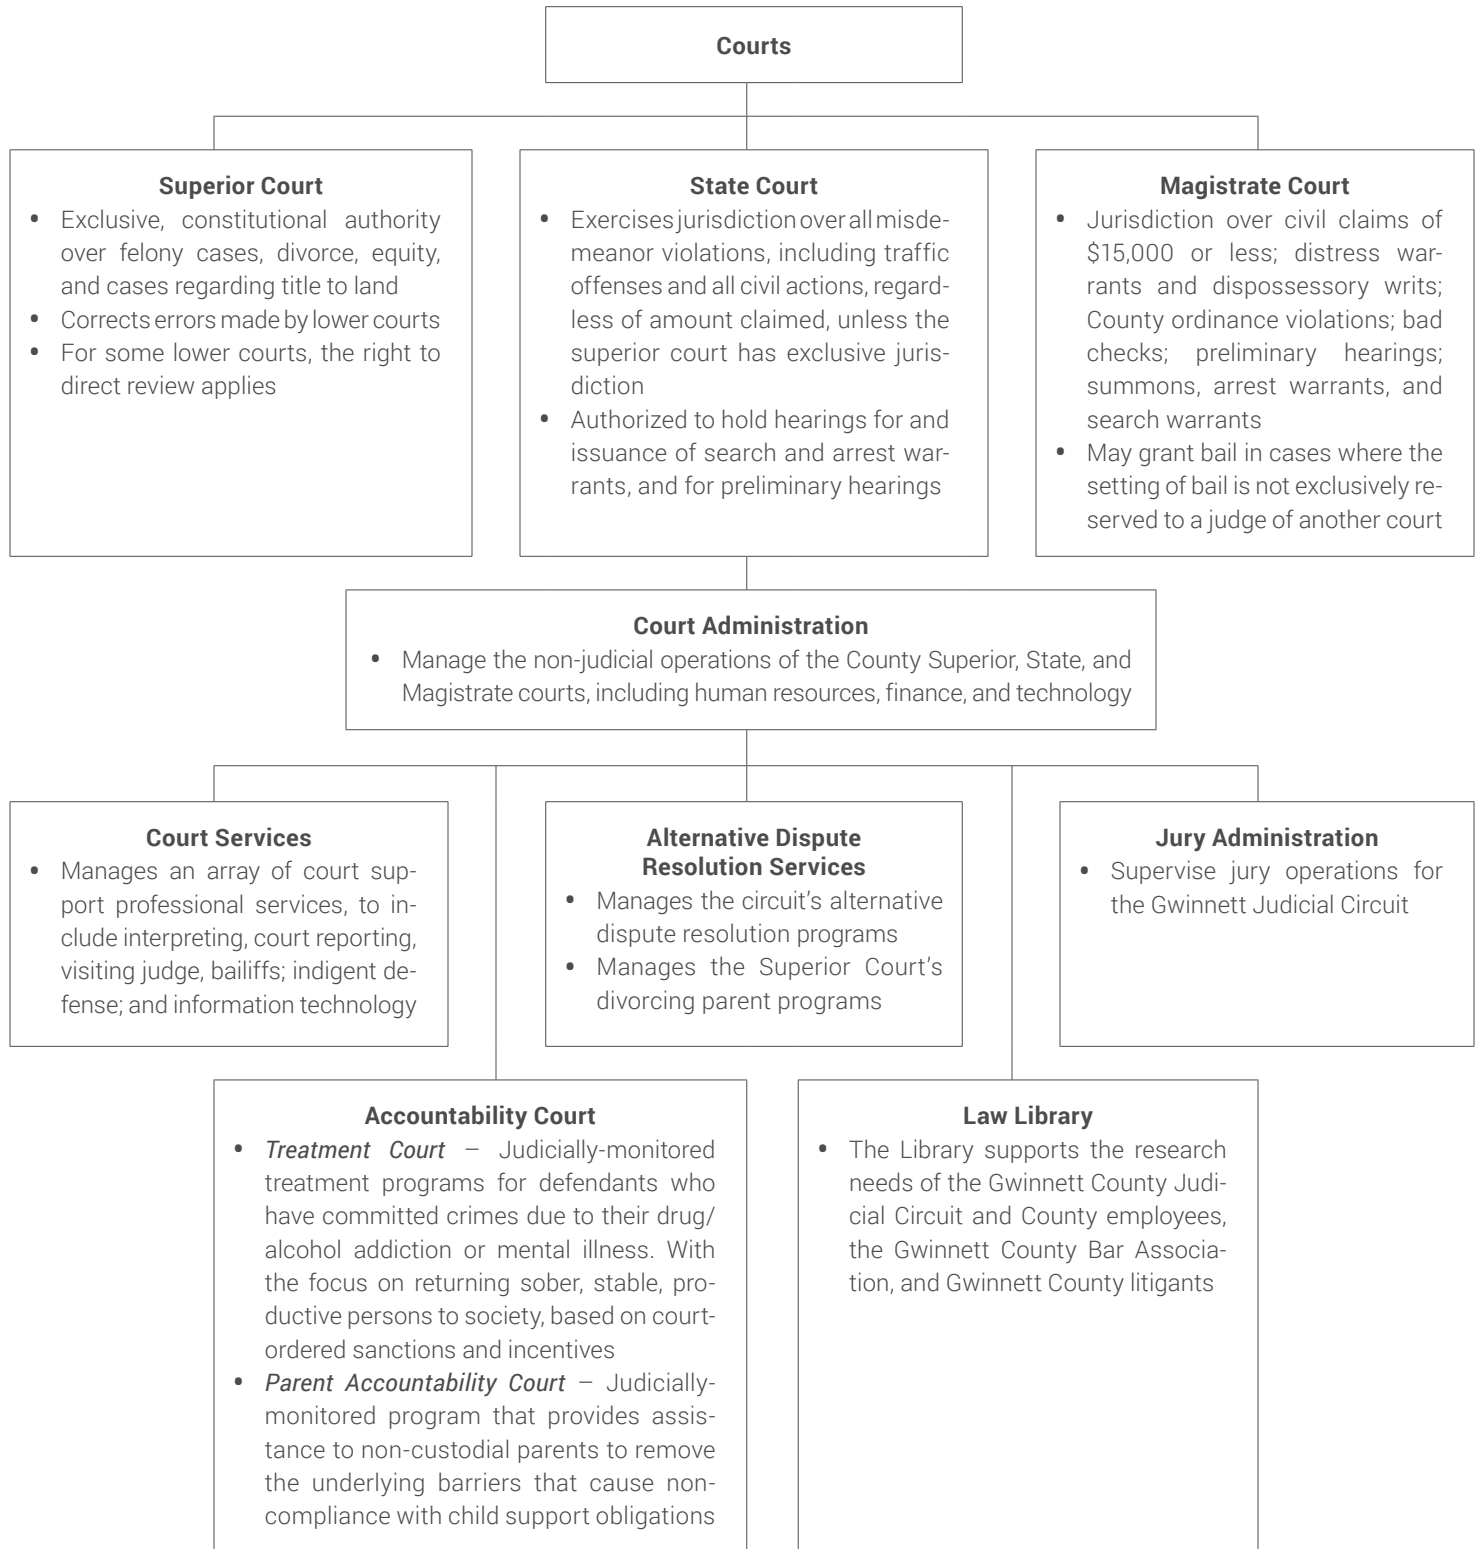 Courts
Superior Court
• Exclusive, constitutional authority
over felony cases, divorce, equity,
and cases regarding title to land
• Corrects errors made by lower courts
• For some lower courts, the right to
direct review applies
State Court
• Exercises jurisdiction over all misde-
meanor violations, including traffic
offenses and all civil actions, regard-
less of amount claimed, unless the
superior court has exclusive juris-
diction
• Authorized to hold hearings for and
issuance of search and arrest war-
rants, and for preliminary hearings
Magistrate Court
• Jurisdiction over civil claims of
$15,000 or less; distress war-
rants and dispossessory writs;
County ordinance violations; bad
checks; preliminary hearings;
summons, arrest warrants, and
search warrants
• May grant bail in cases where the
setting of bail is not exclusively re-
served to a judge of another court
Court Administration
• Manage the non-judicial operations of the County Superior, State, and
Magistrate courts, including human resources, finance, and technology
Court Services
• Manages an array of court sup-
port professional services, to in-
clude interpreting, court reporting,
visiting judge, bailiffs; indigent de-
fense; and information technology
Alternative Dispute
Resolution Services
• Manages the circuit's alternative
dispute resolution programs
• Manages the Superior Court's
divorcing parent programs
Jury Administration
• Supervise jury operations for
the Gwinnett Judicial Circuit
Accountability Court
• Treatment Court – Judicially-monitored
treatment programs for defendants who
have committed crimes due to their drug/
alcohol addiction or mental illness. With
the focus on returning sober, stable, pro-
ductive persons to society, based on court-
ordered sanctions and incentives
• Parent Accountability Court – Judicially-
monitored program that provides assis-
tance to non-custodial parents to remove
the underlying barriers that cause non-
compliance with child support obligations
Law Library
• The Library supports the research
needs of the Gwinnett County Judi-
cial Circuit and County employees,
the Gwinnett County Bar Associa-
tion, and Gwinnett County litigants